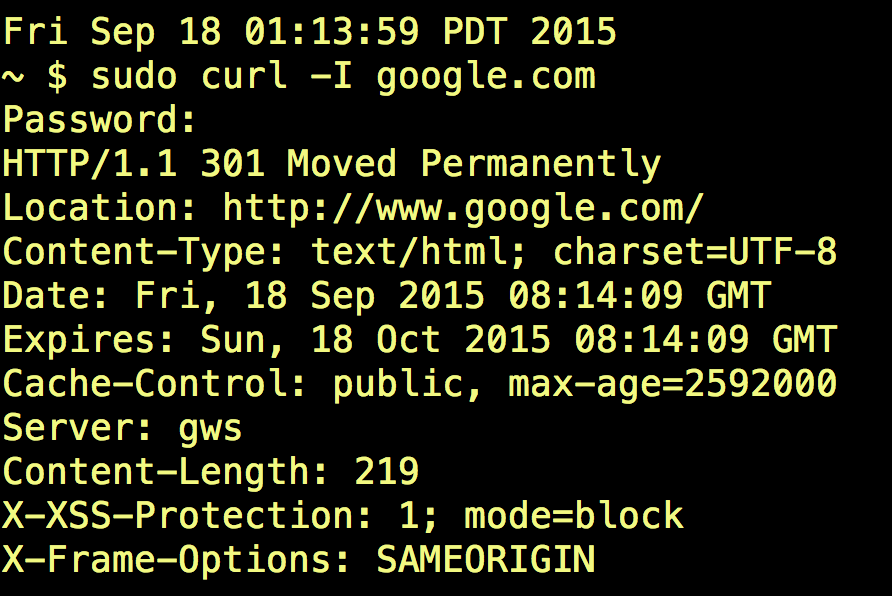 Fri Sep 18 01:13:59 PDT 2015
~ $ sudo curl -I google.com
Password:
HTTP/1.1 301 Moved Permanently
Location: http://www.google.com/
Content-Type: text/html; charset=UTF-8
Date: Fri, 18 Sep 2015 08:14:09 GMT
Expires: Sun, 18 Oct 2015 08:14:09 GMT
Cache-Control: public, max-age=2592000
Server: gws
Content-Length: 219
X-XSS-Protection: 1; mode=block
X-Frame-Options: SAMEORIGIN